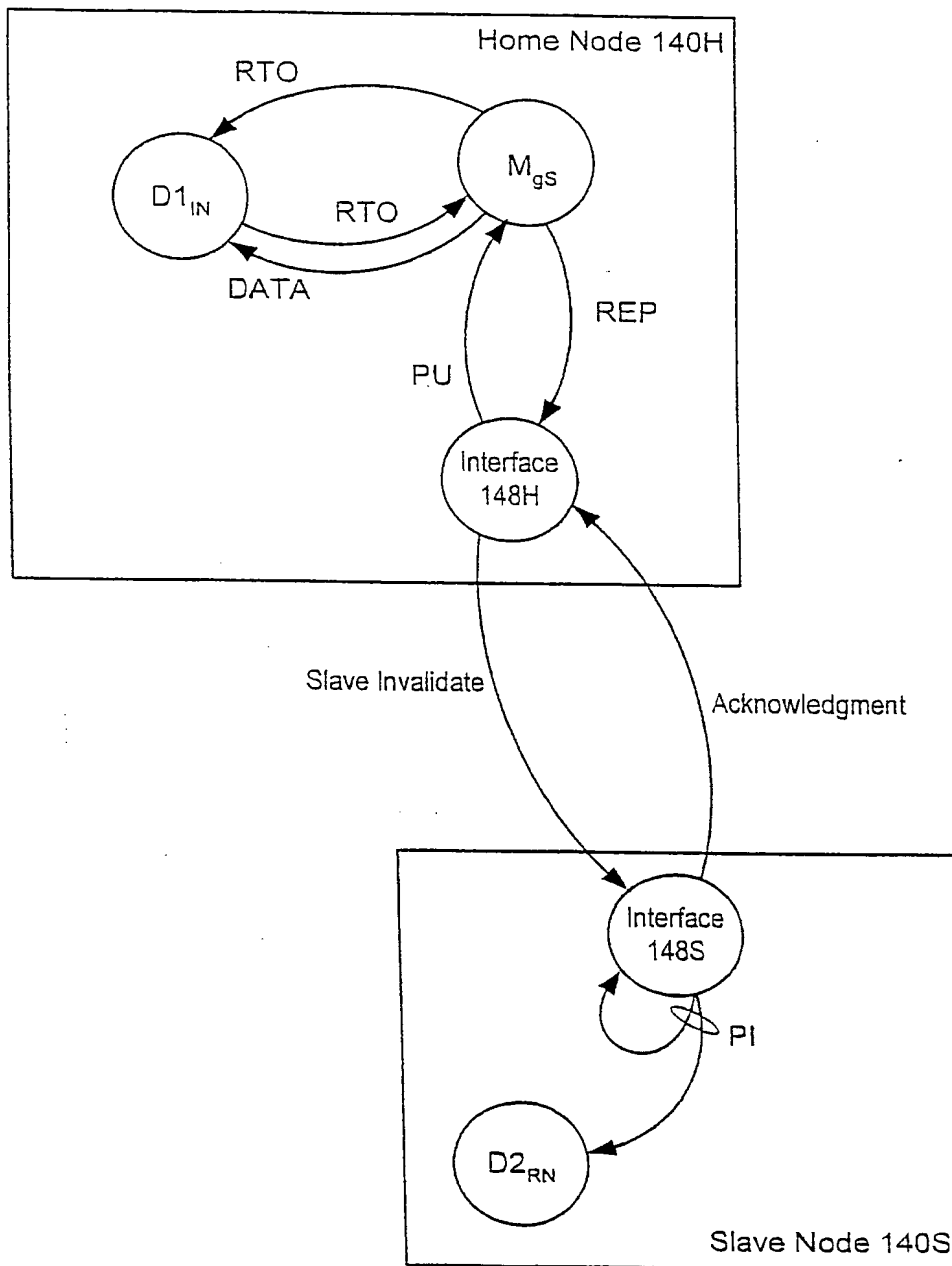 Home Node 140H
RTO
D1IN
MgS
RTO
DATA
REP
PU
Interface
148H
Slave Invalidate
Acknowledgment
Interface
148S
PI
D2RN
Slave Node 140S